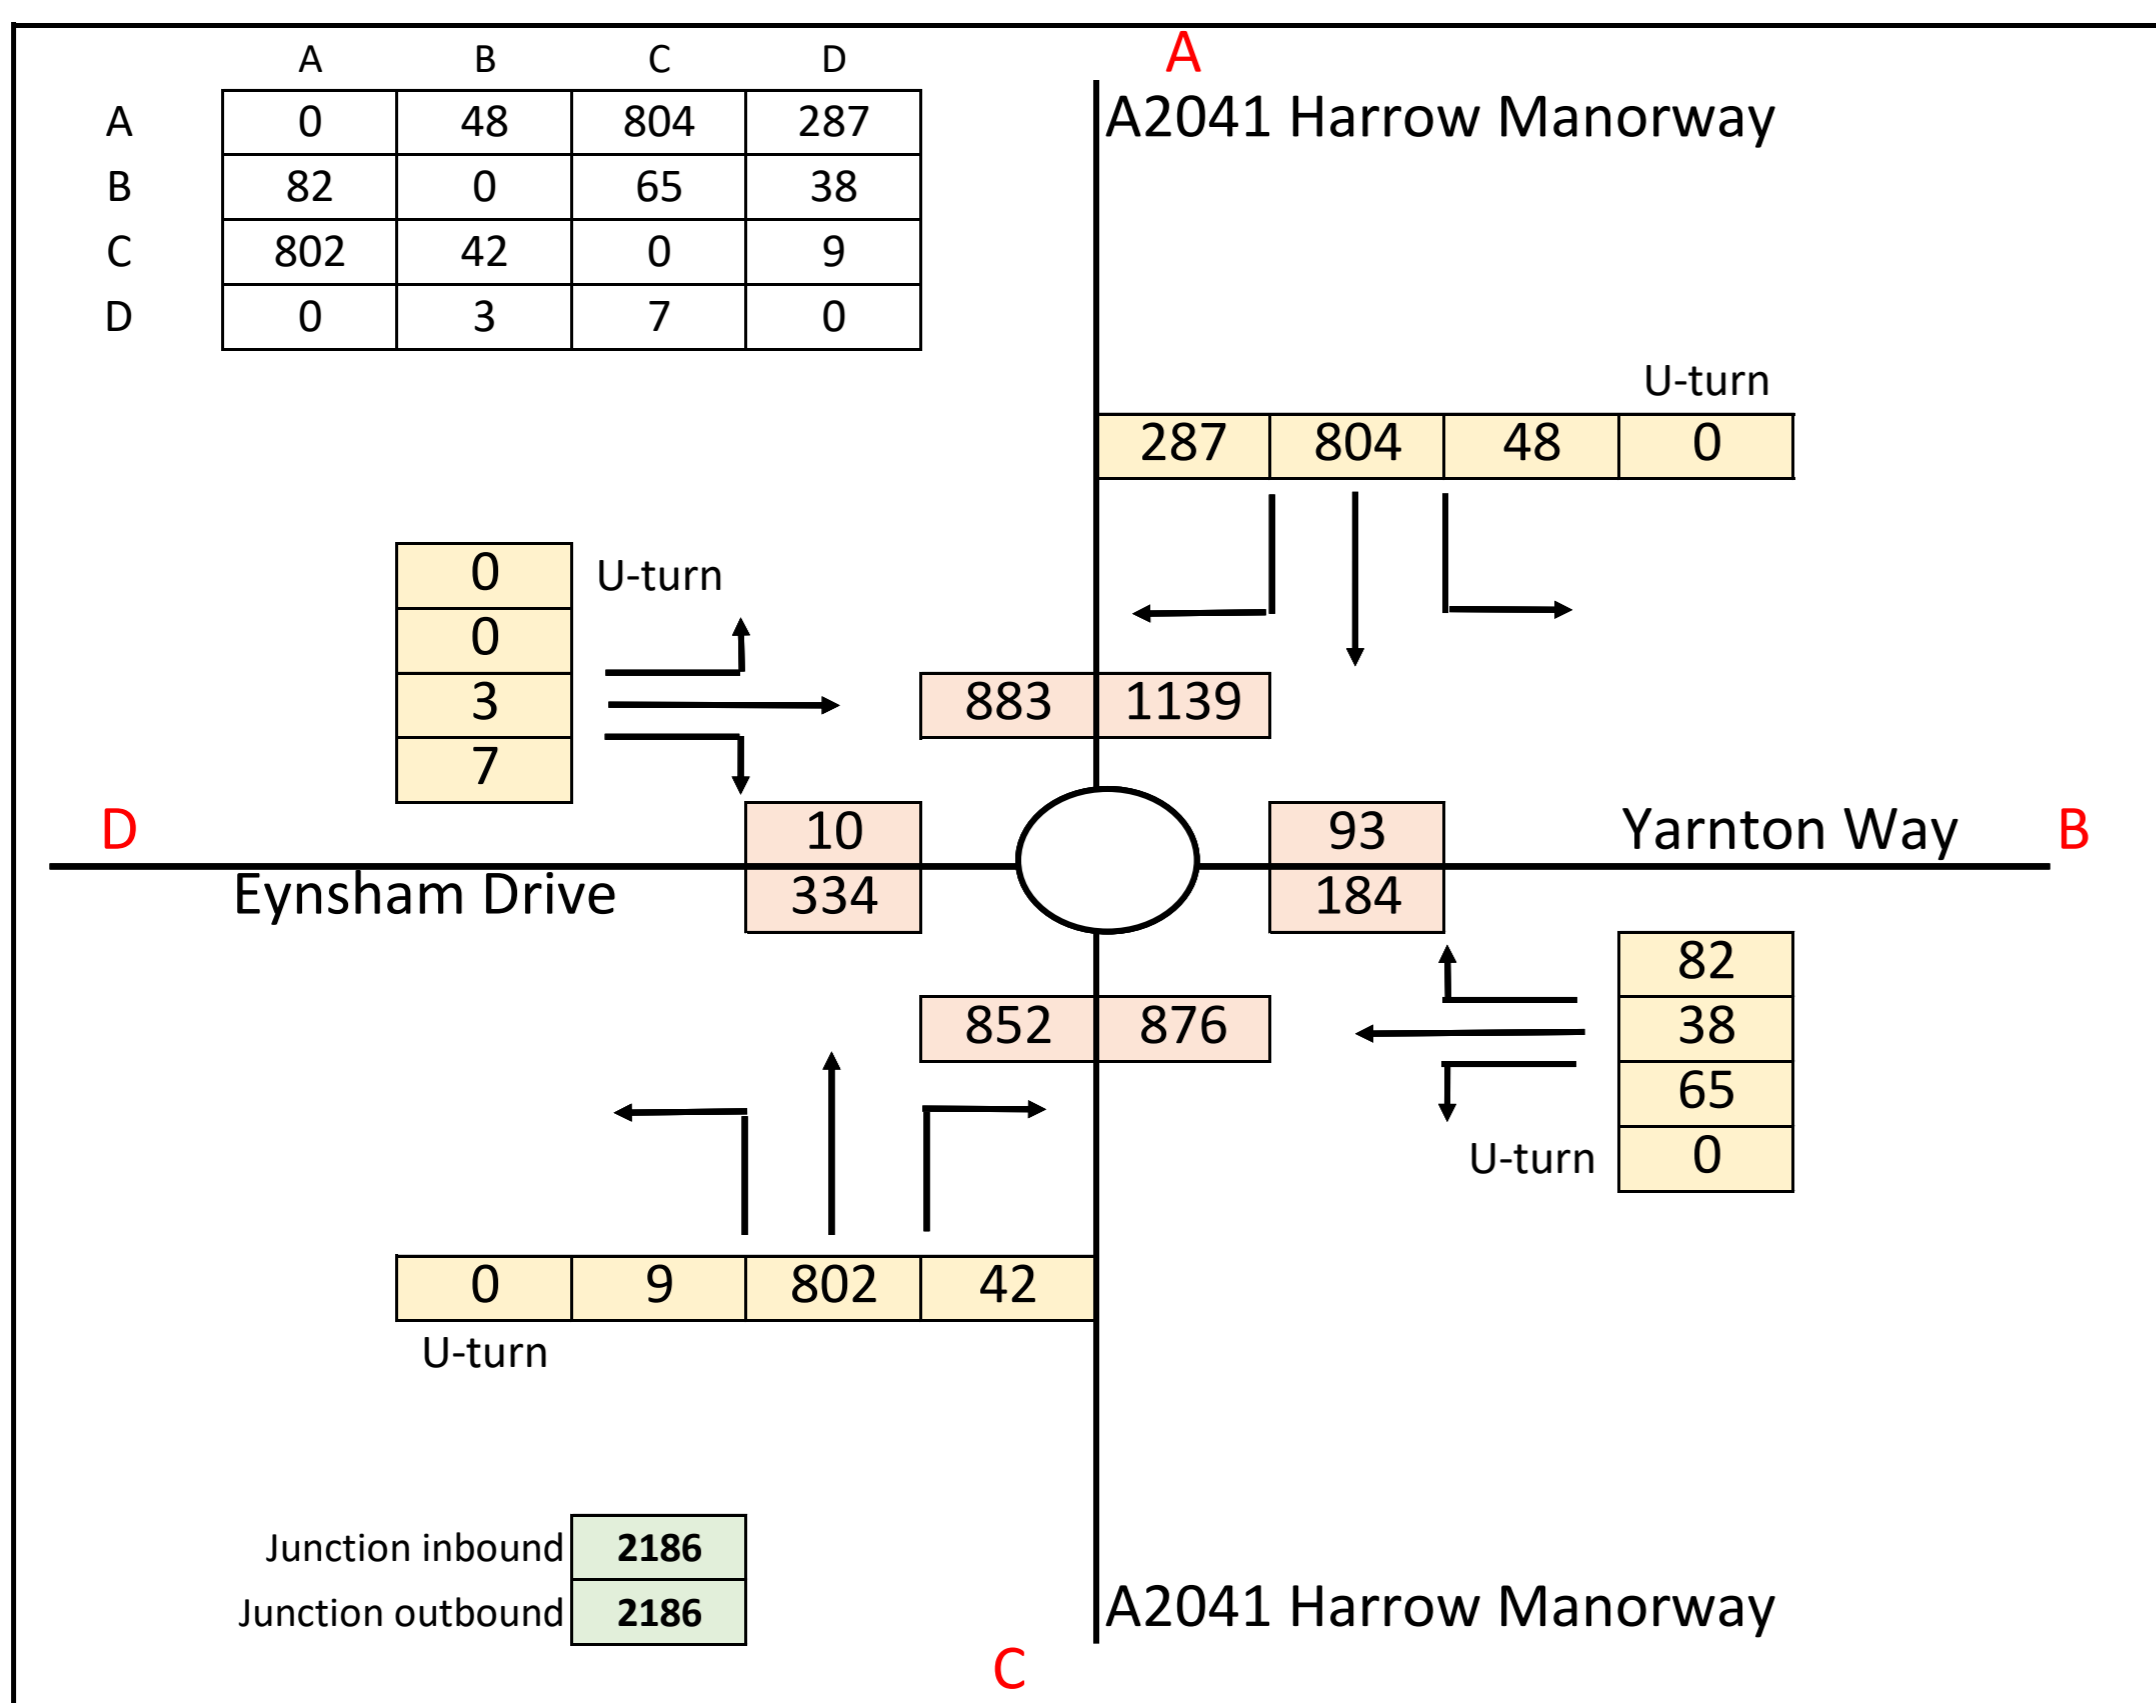 A
A B C D
A2041 Harrow Manorway
A 0 48 804 287
B 82 0 65 38
C 802 42 0 9
D 0 3 7 0
U-turn
287 804 48 0
0 U-turn
0
3
7
883 1139
D
10
93
Yarnton Way B
Eynsham Drive
334
184
82
38
65
0
U-turn
852 876
0 9 802 42
U-turn
Junction inbound 2186
Junction outbound 2186
A2041 Harrow Manorway
C